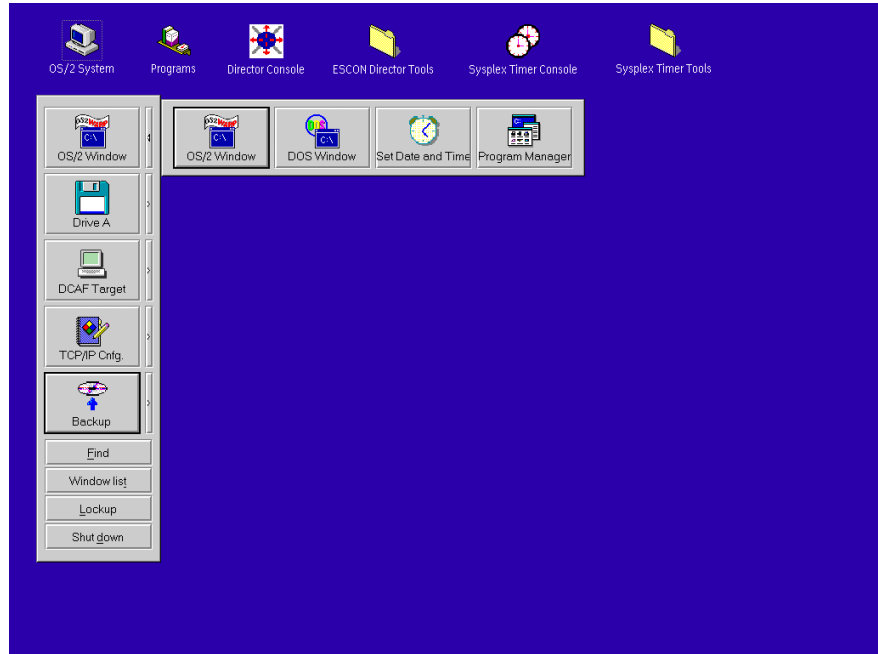 OS/2 System
Programs
Director Console
ESCON Director Tools
Sysplex Timer Console
Sysplex Timer Tools
C:\
OS/2 Window
C:\
OS/2 Window
C:\
DOS Window
Set Date and Time
C:\
Program Manager
Drive A
DCAF Target
TCP/IP Cnfg.
Backup
Find
Window list
Lockup
Shut down